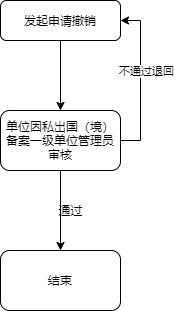 发起申请撤销
不通过退回
单位因私出国（境）
备案一级单位管理员
审核
通过
结束